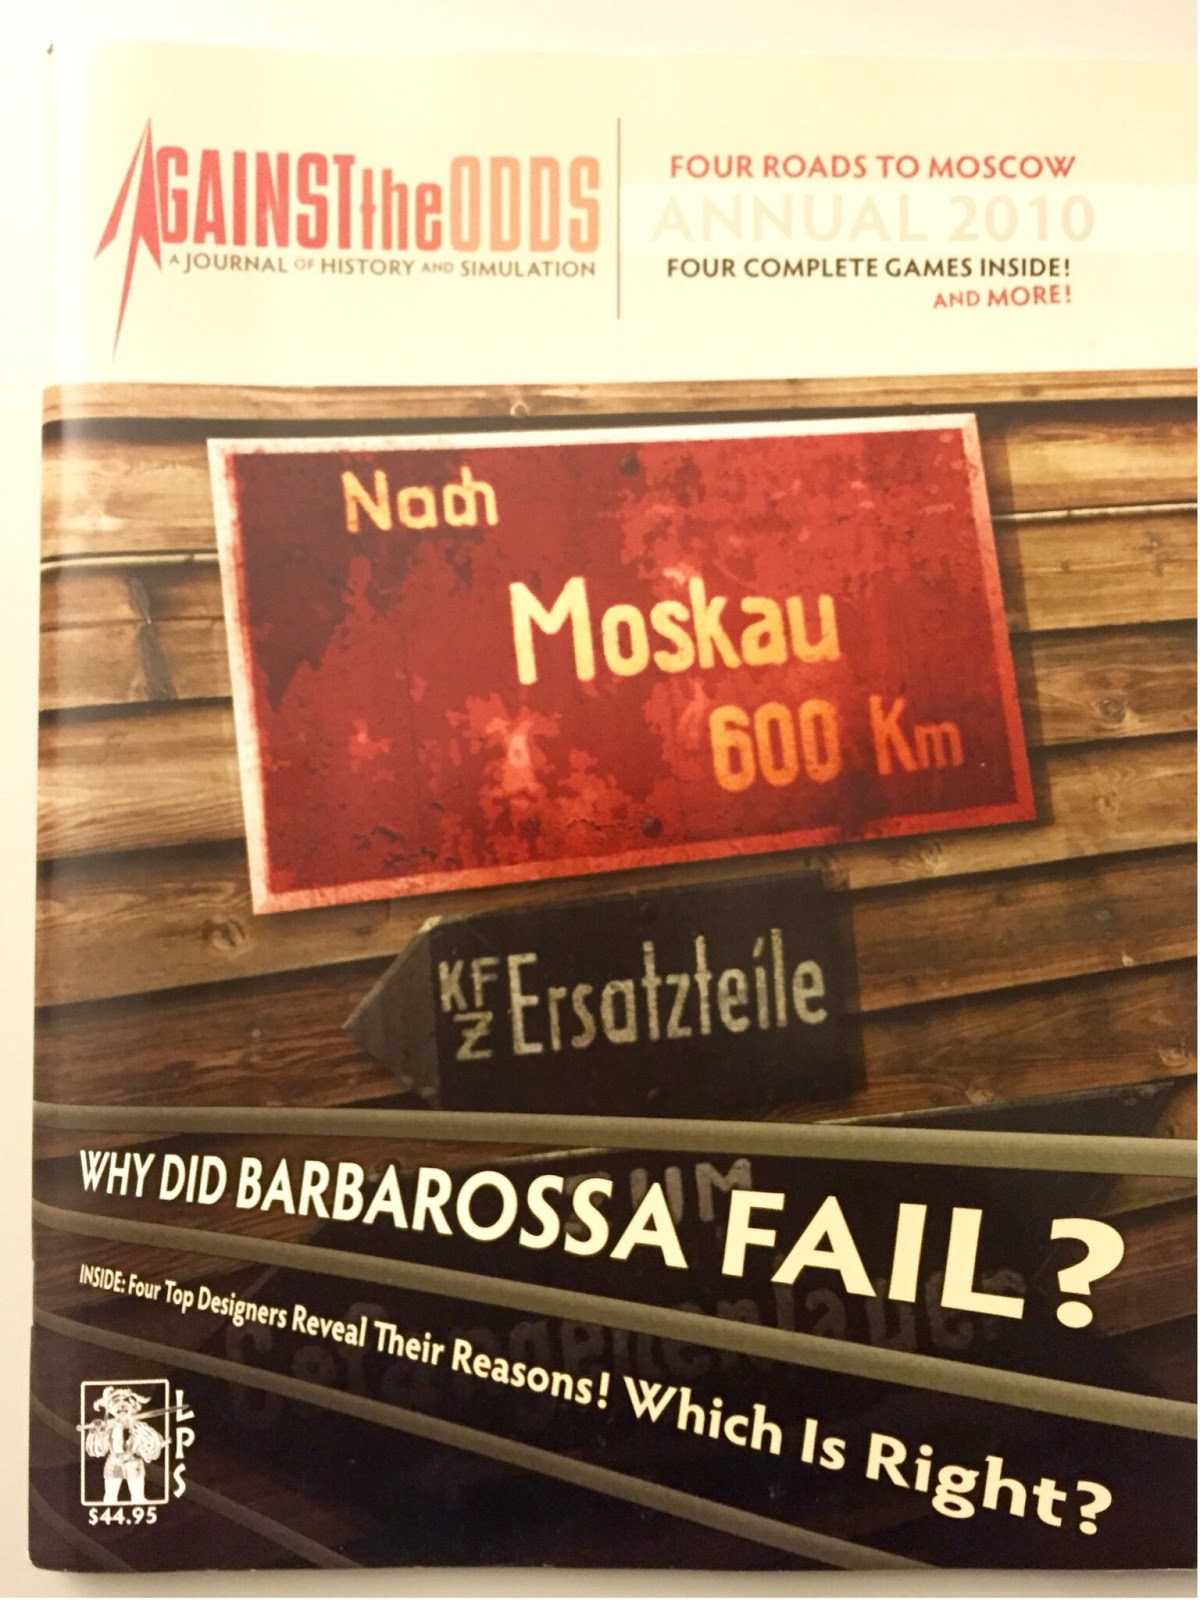 AGAINST the ODDS
A JOURNAL OF HISTORY AND SIMULATION
FOUR ROADS TO MOSCOW
ANNUAL 2010
FOUR COMPLETE GAMES INSIDE!
AND MORE!
Nach
Moskau
600 Km
KFZ Ersatzteile
ZUM
Gefangenenlager
WHY DID BARBAROSSA FAIL?
INSIDE: Four Top Designers Reveal Their Reasons! Which Is Right?
LPS
$44.95